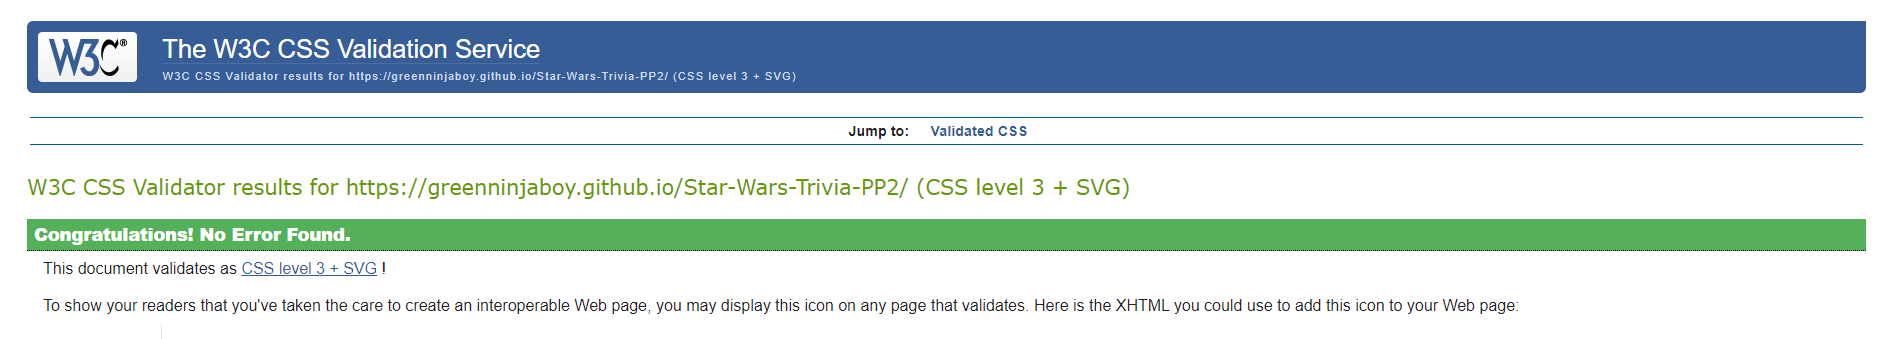 W3C®
The W3C CSS Validation Service
W3C CSS Validator results for https://greenninjaboy.github.io/Star-Wars-Trivia-PP2/ (CSS level 3 + SVG)
Jump to: Validated CSS
W3C CSS Validator results for https://greenninjaboy.github.io/Star-Wars-Trivia-PP2/ (CSS level 3 + SVG)
Congratulations! No Error Found.
This document validates as CSS level 3 + SVG !
To show your readers that you've taken the care to create an interoperable Web page, you may display this icon on any page that validates. Here is the XHTML you could use to add this icon to your Web page: